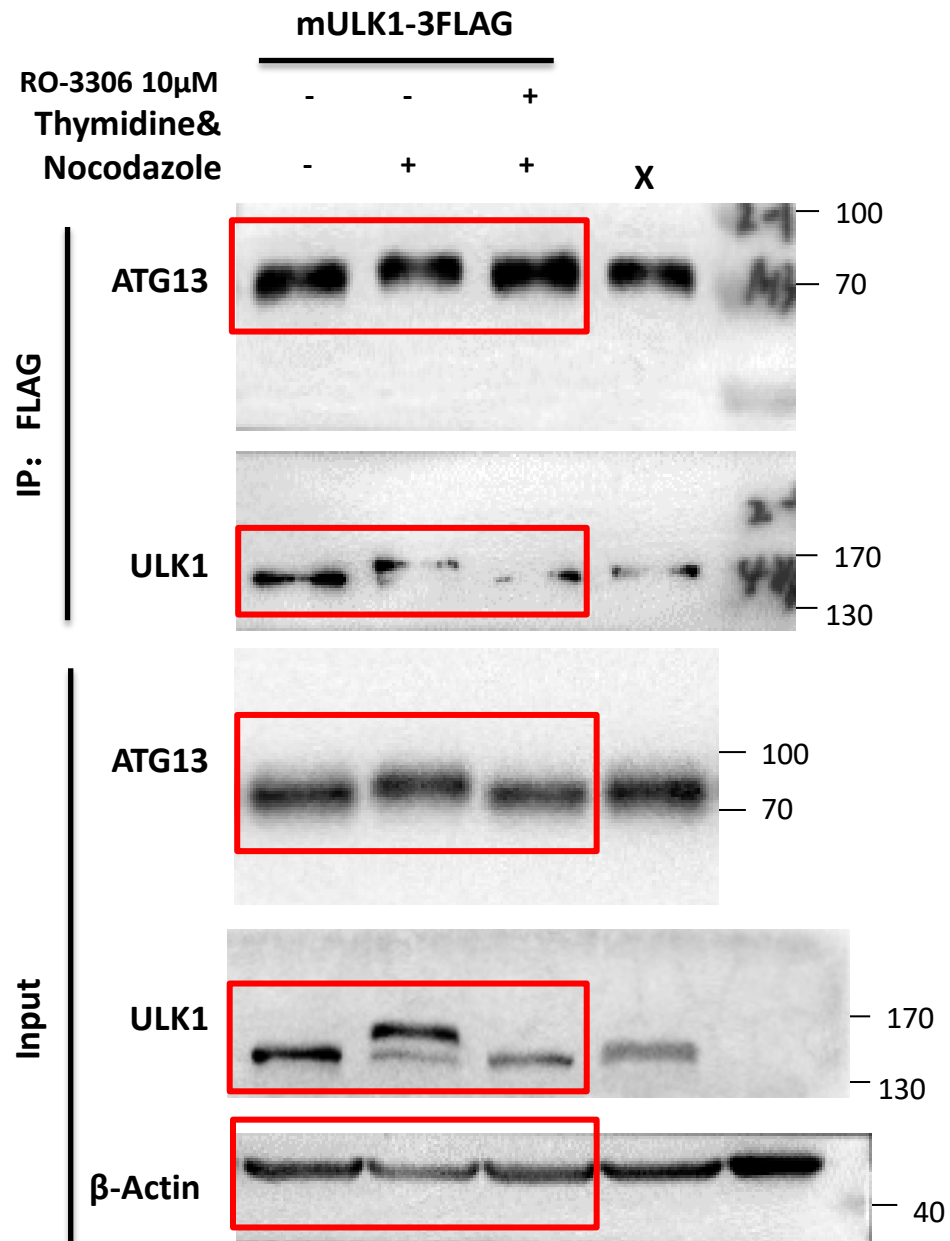 mULK1-3FLAG
RO-3306 10μM - - +
Thymidine&
Nocodazole - + + X
IP: FLAG
ATG13
100
70
ULK1
170
130
Input
ATG13
100
70
ULK1
170
130
β-Actin
40